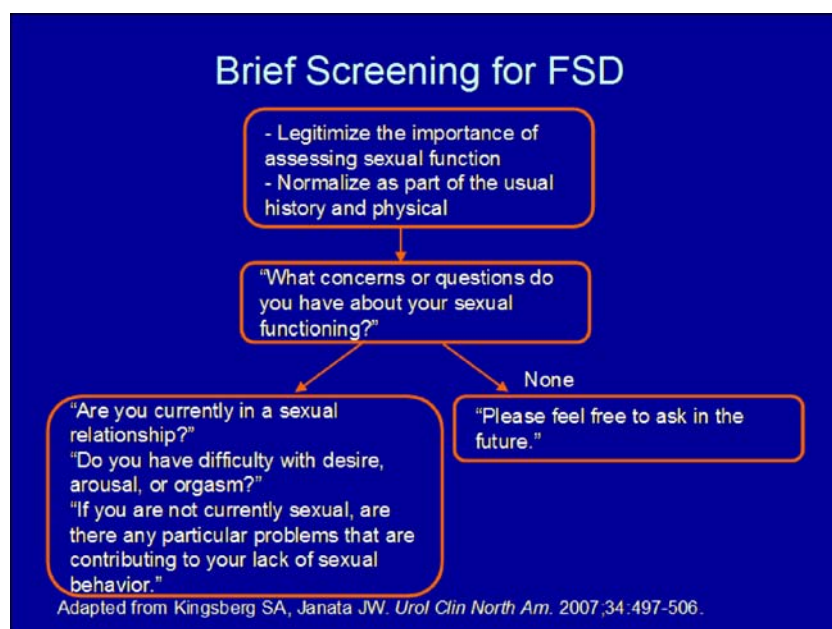 Brief Screening for FSD
- Legitimize the importance of
assessing sexual function
- Normalize as part of the usual
history and physical
“What concerns or questions do
you have about your sexual
functioning?”
None
“Are you currently in a sexual
relationship?”
“Do you have difficulty with desire,
arousal, or orgasm?”
“If you are not currently sexual, are
there any particular problems that are
contributing to your lack of sexual
behavior.”
“Please feel free to ask in the
future.”
Adapted from Kingsberg SA, Janata JW. Urol Clin North Am. 2007;34:497-506.